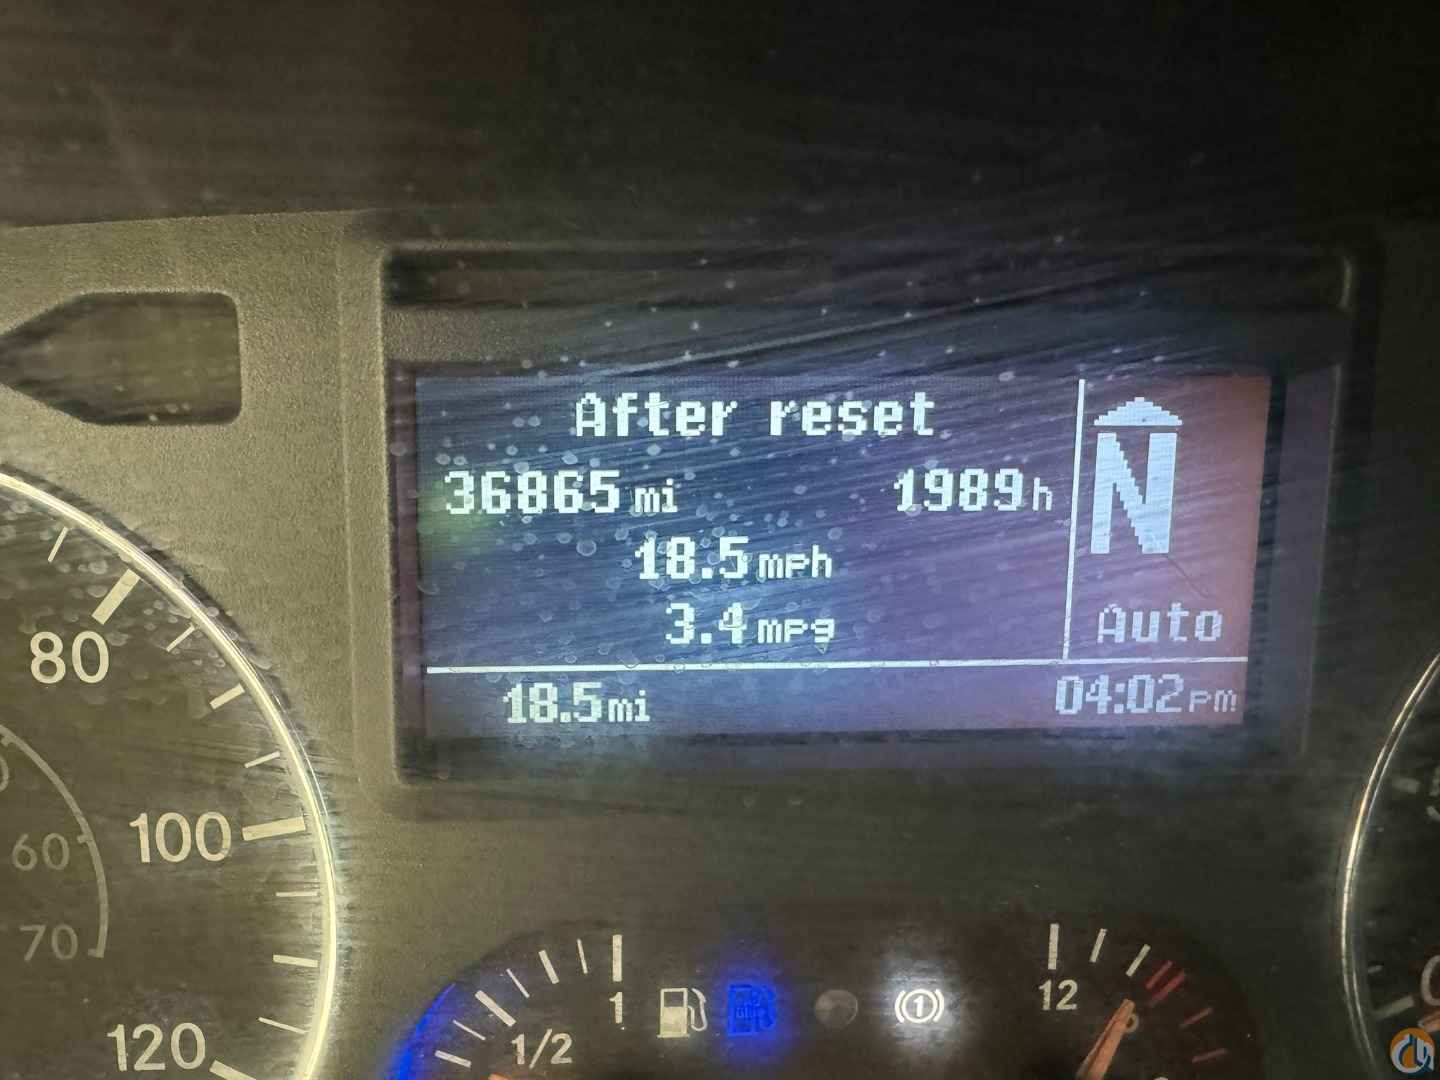 After reset
36865 mi 1989 h
N
18.5 mph
3.4 mpg
Auto
18.5 mi 04:02 pm
80
100
60
70
120
1
1/2
(1)
12